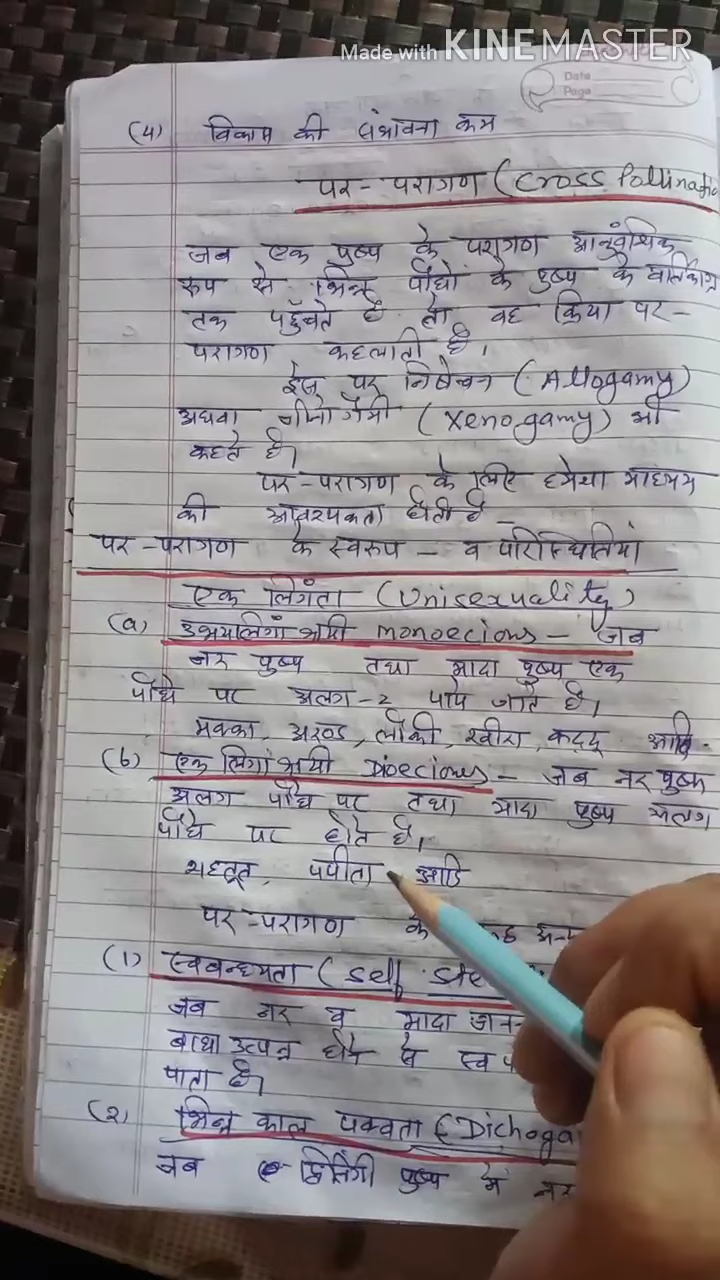 Made with KINEMASTER
Date
Page
(4) विकास की संभावना कम
पर-परागण (Cross Pollinatio
जब एक पुष्प के परागण आनुवंशिक
रूप से भिन्न पौधों के पुष्प के वर्तिकाग्र
तक पहुँचते है तो वह क्रिया पर-
परागण कहलाती है।
इसे पर निषेचन (Allogamy)
अथवा जीनोगैमी (Xenogamy) भी
कहते है।
पर-परागण के लिए हमेशा माध्यम
की आवश्यकता होती है -
पर-परागण के स्वरूप - व परिस्थितियां
एक लिंगता (Unisexuality)
(a) उभयलिंगाश्रयी monoecious - जब
नर पुष्प तथा मादा पुष्प एक
पौधे पर अलग-2 पाये जाते है।
मक्का, अरण्ड, लौकी, खीरा, कद्दू आदि.
(b) एकलिंगाश्रयी Dioecious - जब नर पुष्प
अलग पौधे पर तथा मादा पुष्प अलग
पौधे पर होते है।
शहतूत, पपीता आदि
पर-परागण के
(1) स्वबन्ध्यता (Self
जब नर व मादा
बाधा उत्पन्न होने से स्व
पाता है।
(2) भिन्न काल पक्वता (Dichoga
जब द्विलिंगी पुष्प में नर